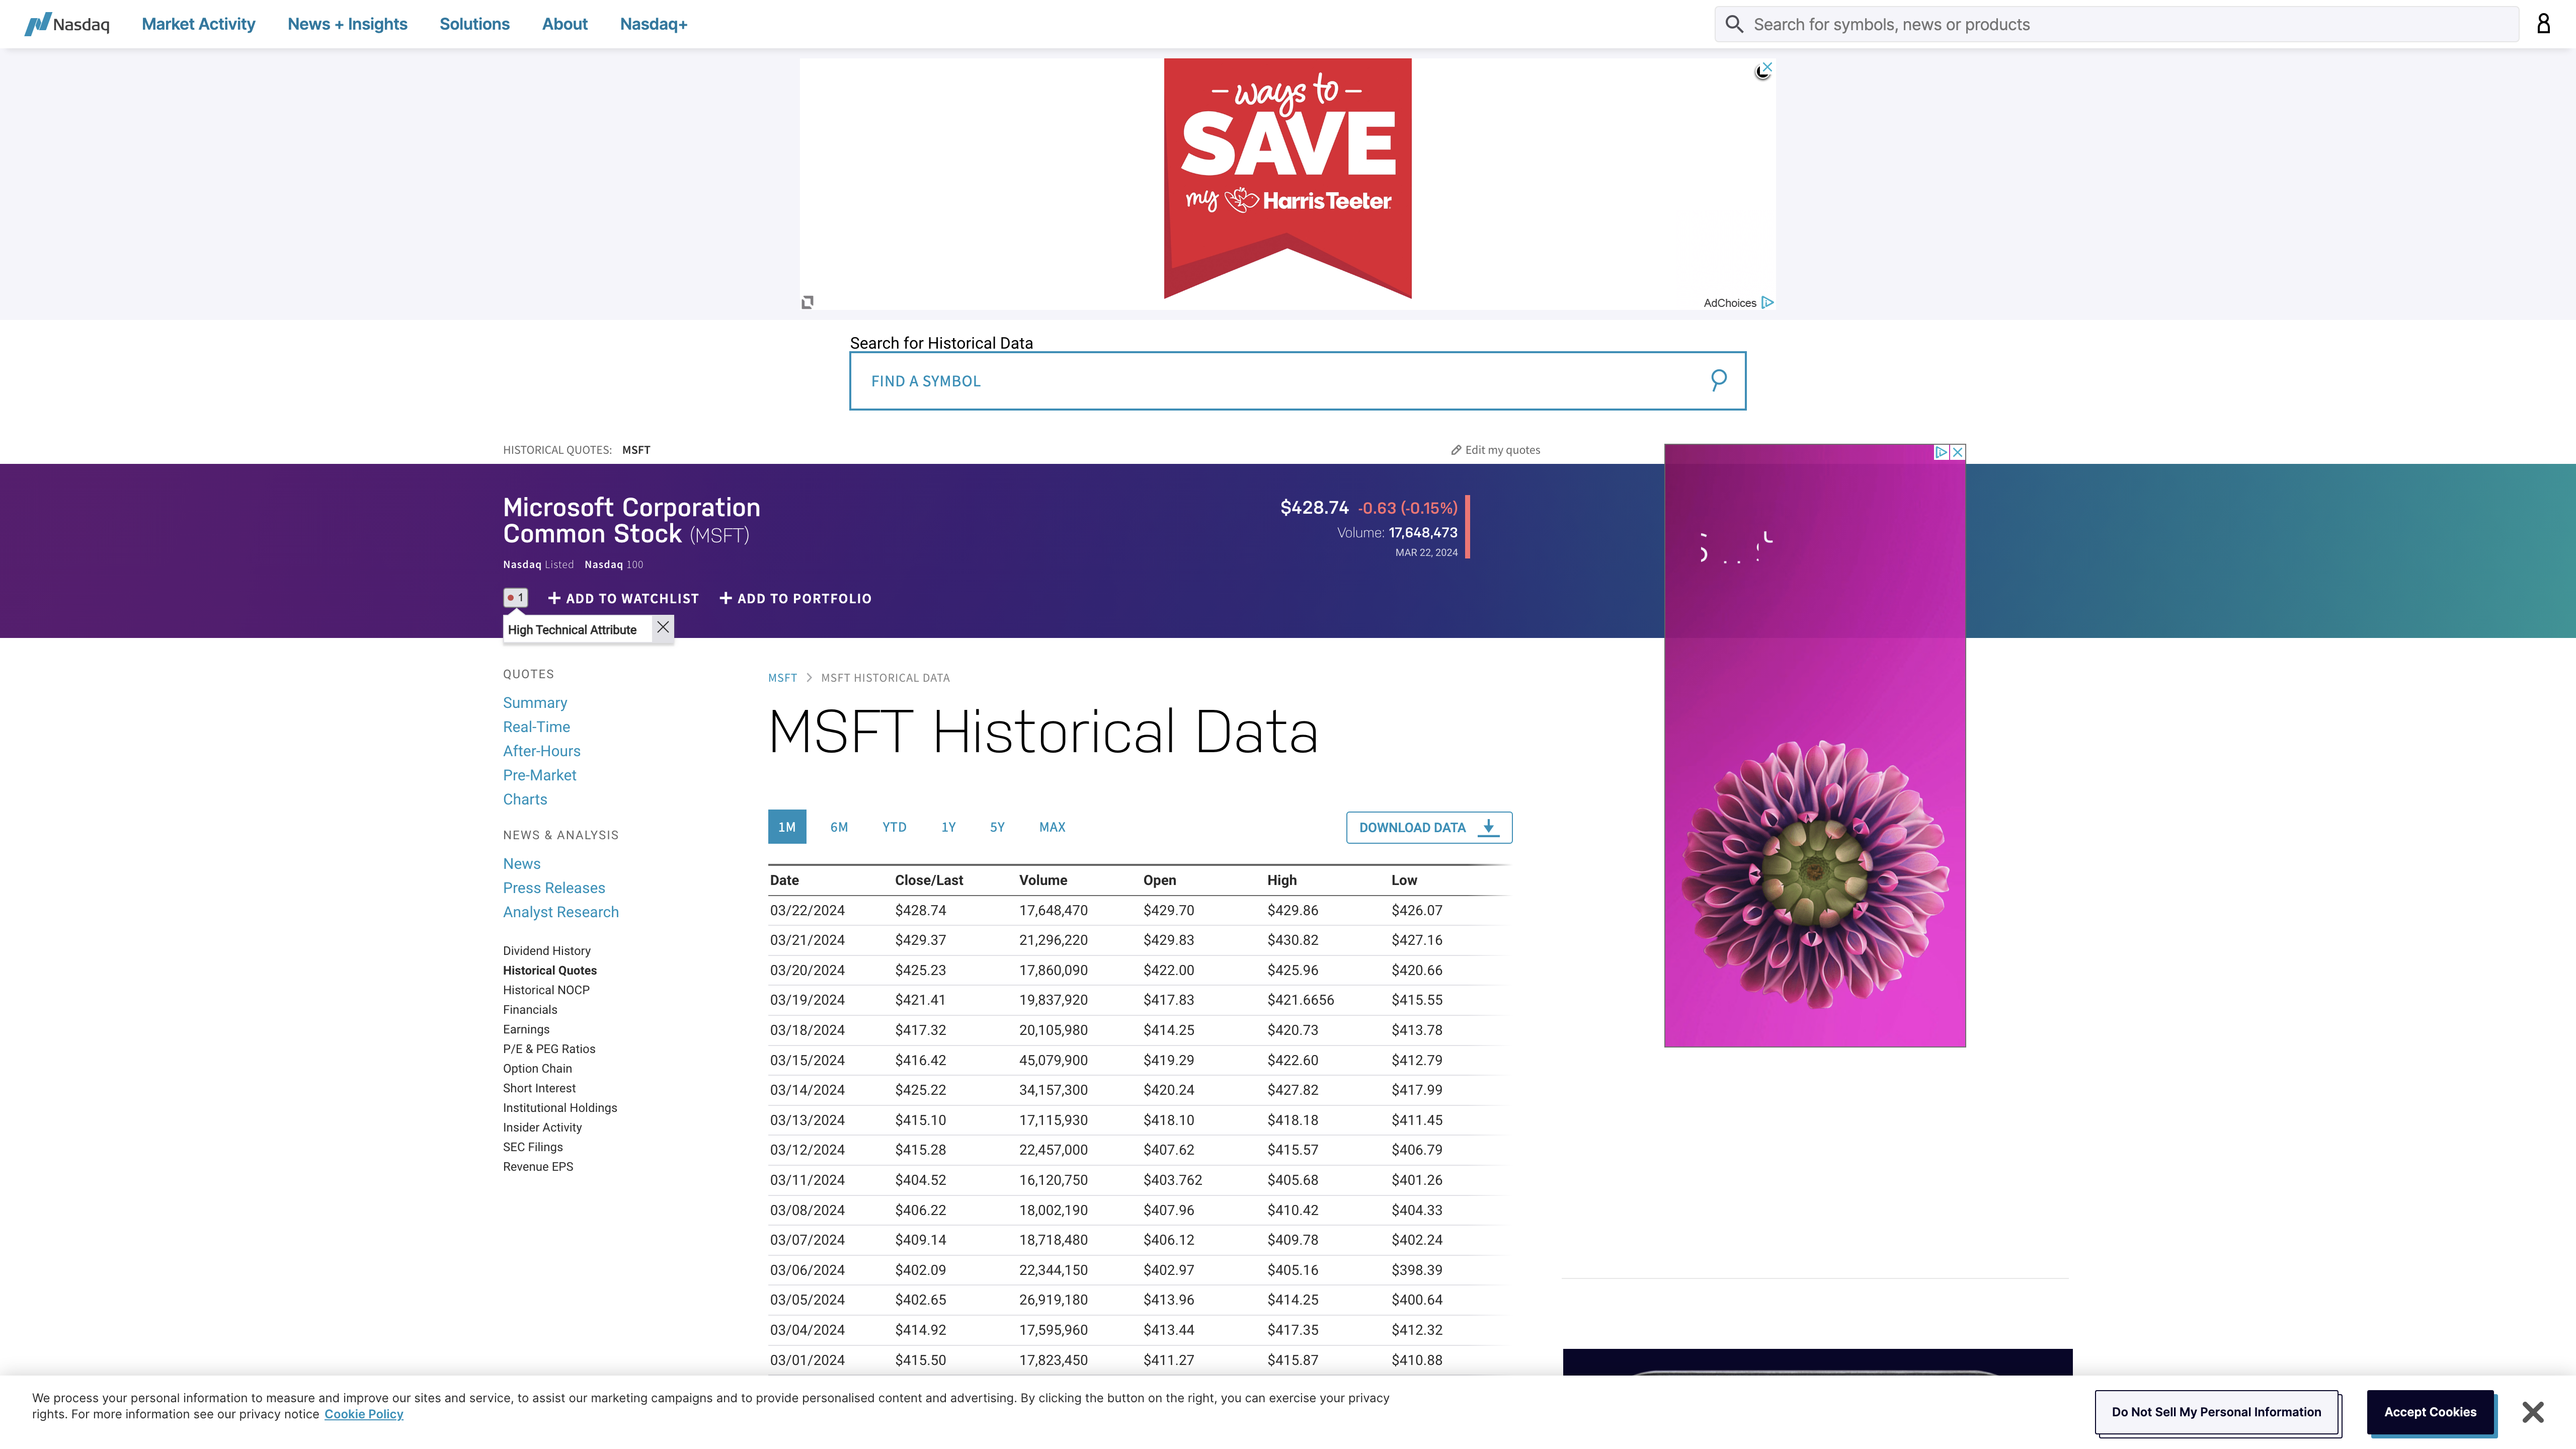 Nasdaq Market Activity News + Insights Solutions About Nasdaq+ Search for symbols, news or products
ways to
SAVE
my Harris Teeter
AdChoices
Search for Historical Data
FIND A SYMBOL
HISTORICAL QUOTES: MSFT Edit my quotes
Microsoft Corporation
Common Stock (MSFT)
$428.74 -0.63 (-0.15%)
Volume: 17,648,473
MAR 22, 2024
Nasdaq Listed Nasdaq 100
1 ADD TO WATCHLIST ADD TO PORTFOLIO
High Technical Attribute
QUOTES
Summary
Real-Time
After-Hours
Pre-Market
Charts
NEWS & ANALYSIS
News
Press Releases
Analyst Research
Dividend History
Historical Quotes
Historical NOCP
Financials
Earnings
P/E & PEG Ratios
Option Chain
Short Interest
Institutional Holdings
Insider Activity
SEC Filings
Revenue EPS
MSFT > MSFT HISTORICAL DATA
MSFT Historical Data
1M 6M YTD 1Y 5Y MAX DOWNLOAD DATA
Date Close/Last Volume Open High Low
03/22/2024 $428.74 17,648,470 $429.70 $429.86 $426.07
03/21/2024 $429.37 21,296,220 $429.83 $430.82 $427.16
03/20/2024 $425.23 17,860,090 $422.00 $425.96 $420.66
03/19/2024 $421.41 19,837,920 $417.83 $421.6656 $415.55
03/18/2024 $417.32 20,105,980 $414.25 $420.73 $413.78
03/15/2024 $416.42 45,079,900 $419.29 $422.60 $412.79
03/14/2024 $425.22 34,157,300 $420.24 $427.82 $417.99
03/13/2024 $415.10 17,115,930 $418.10 $418.18 $411.45
03/12/2024 $415.28 22,457,000 $407.62 $415.57 $406.79
03/11/2024 $404.52 16,120,750 $403.762 $405.68 $401.26
03/08/2024 $406.22 18,002,190 $407.96 $410.42 $404.33
03/07/2024 $409.14 18,718,480 $406.12 $409.78 $402.24
03/06/2024 $402.09 22,344,150 $402.97 $405.16 $398.39
03/05/2024 $402.65 26,919,180 $413.96 $414.25 $400.64
03/04/2024 $414.92 17,595,960 $413.44 $417.35 $412.32
03/01/2024 $415.50 17,823,450 $411.27 $415.87 $410.88
We process your personal information to measure and improve our sites and service, to assist our marketing campaigns and to provide personalised content and advertising. By clicking the button on the right, you can exercise your privacy
rights. For more information see our privacy notice Cookie Policy
Do Not Sell My Personal Information Accept Cookies